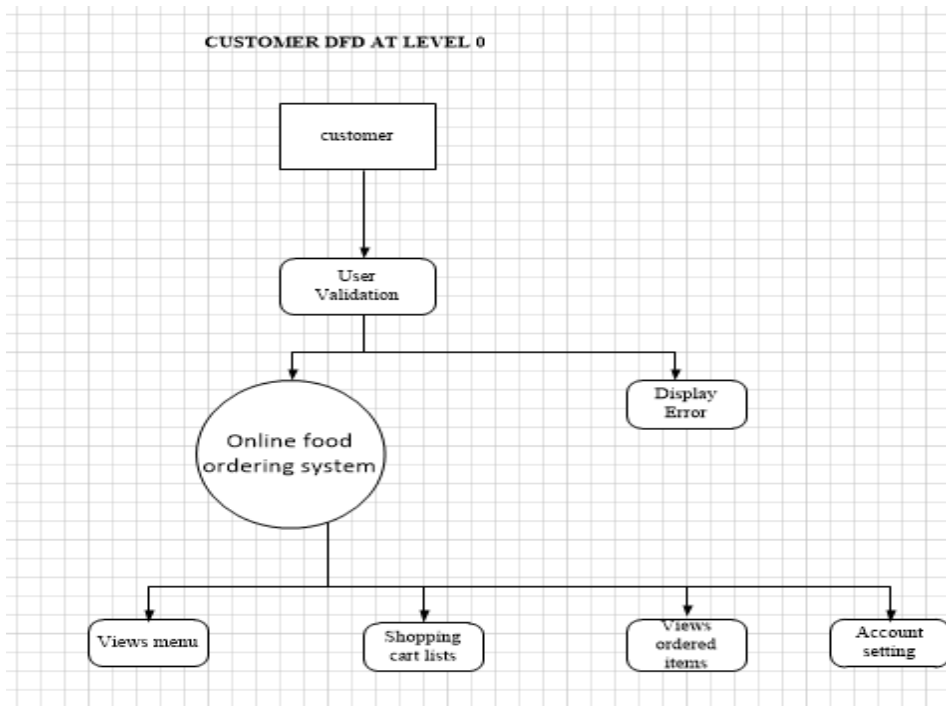 CUSTOMER DFD AT LEVEL 0
customer
User
Validation
Online food
ordering system
Display
Error
Views menu
Shopping
cart lists
Views
ordered
items
Account
setting